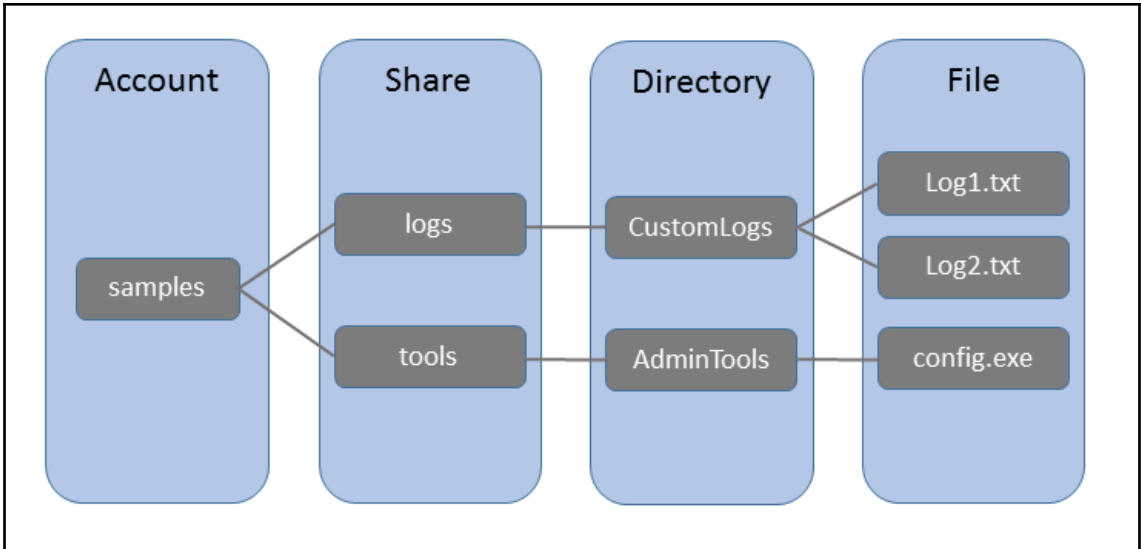 Account
Share
Directory
File
samples
logs
tools
CustomLogs
AdminTools
Log1.txt
Log2.txt
config.exe